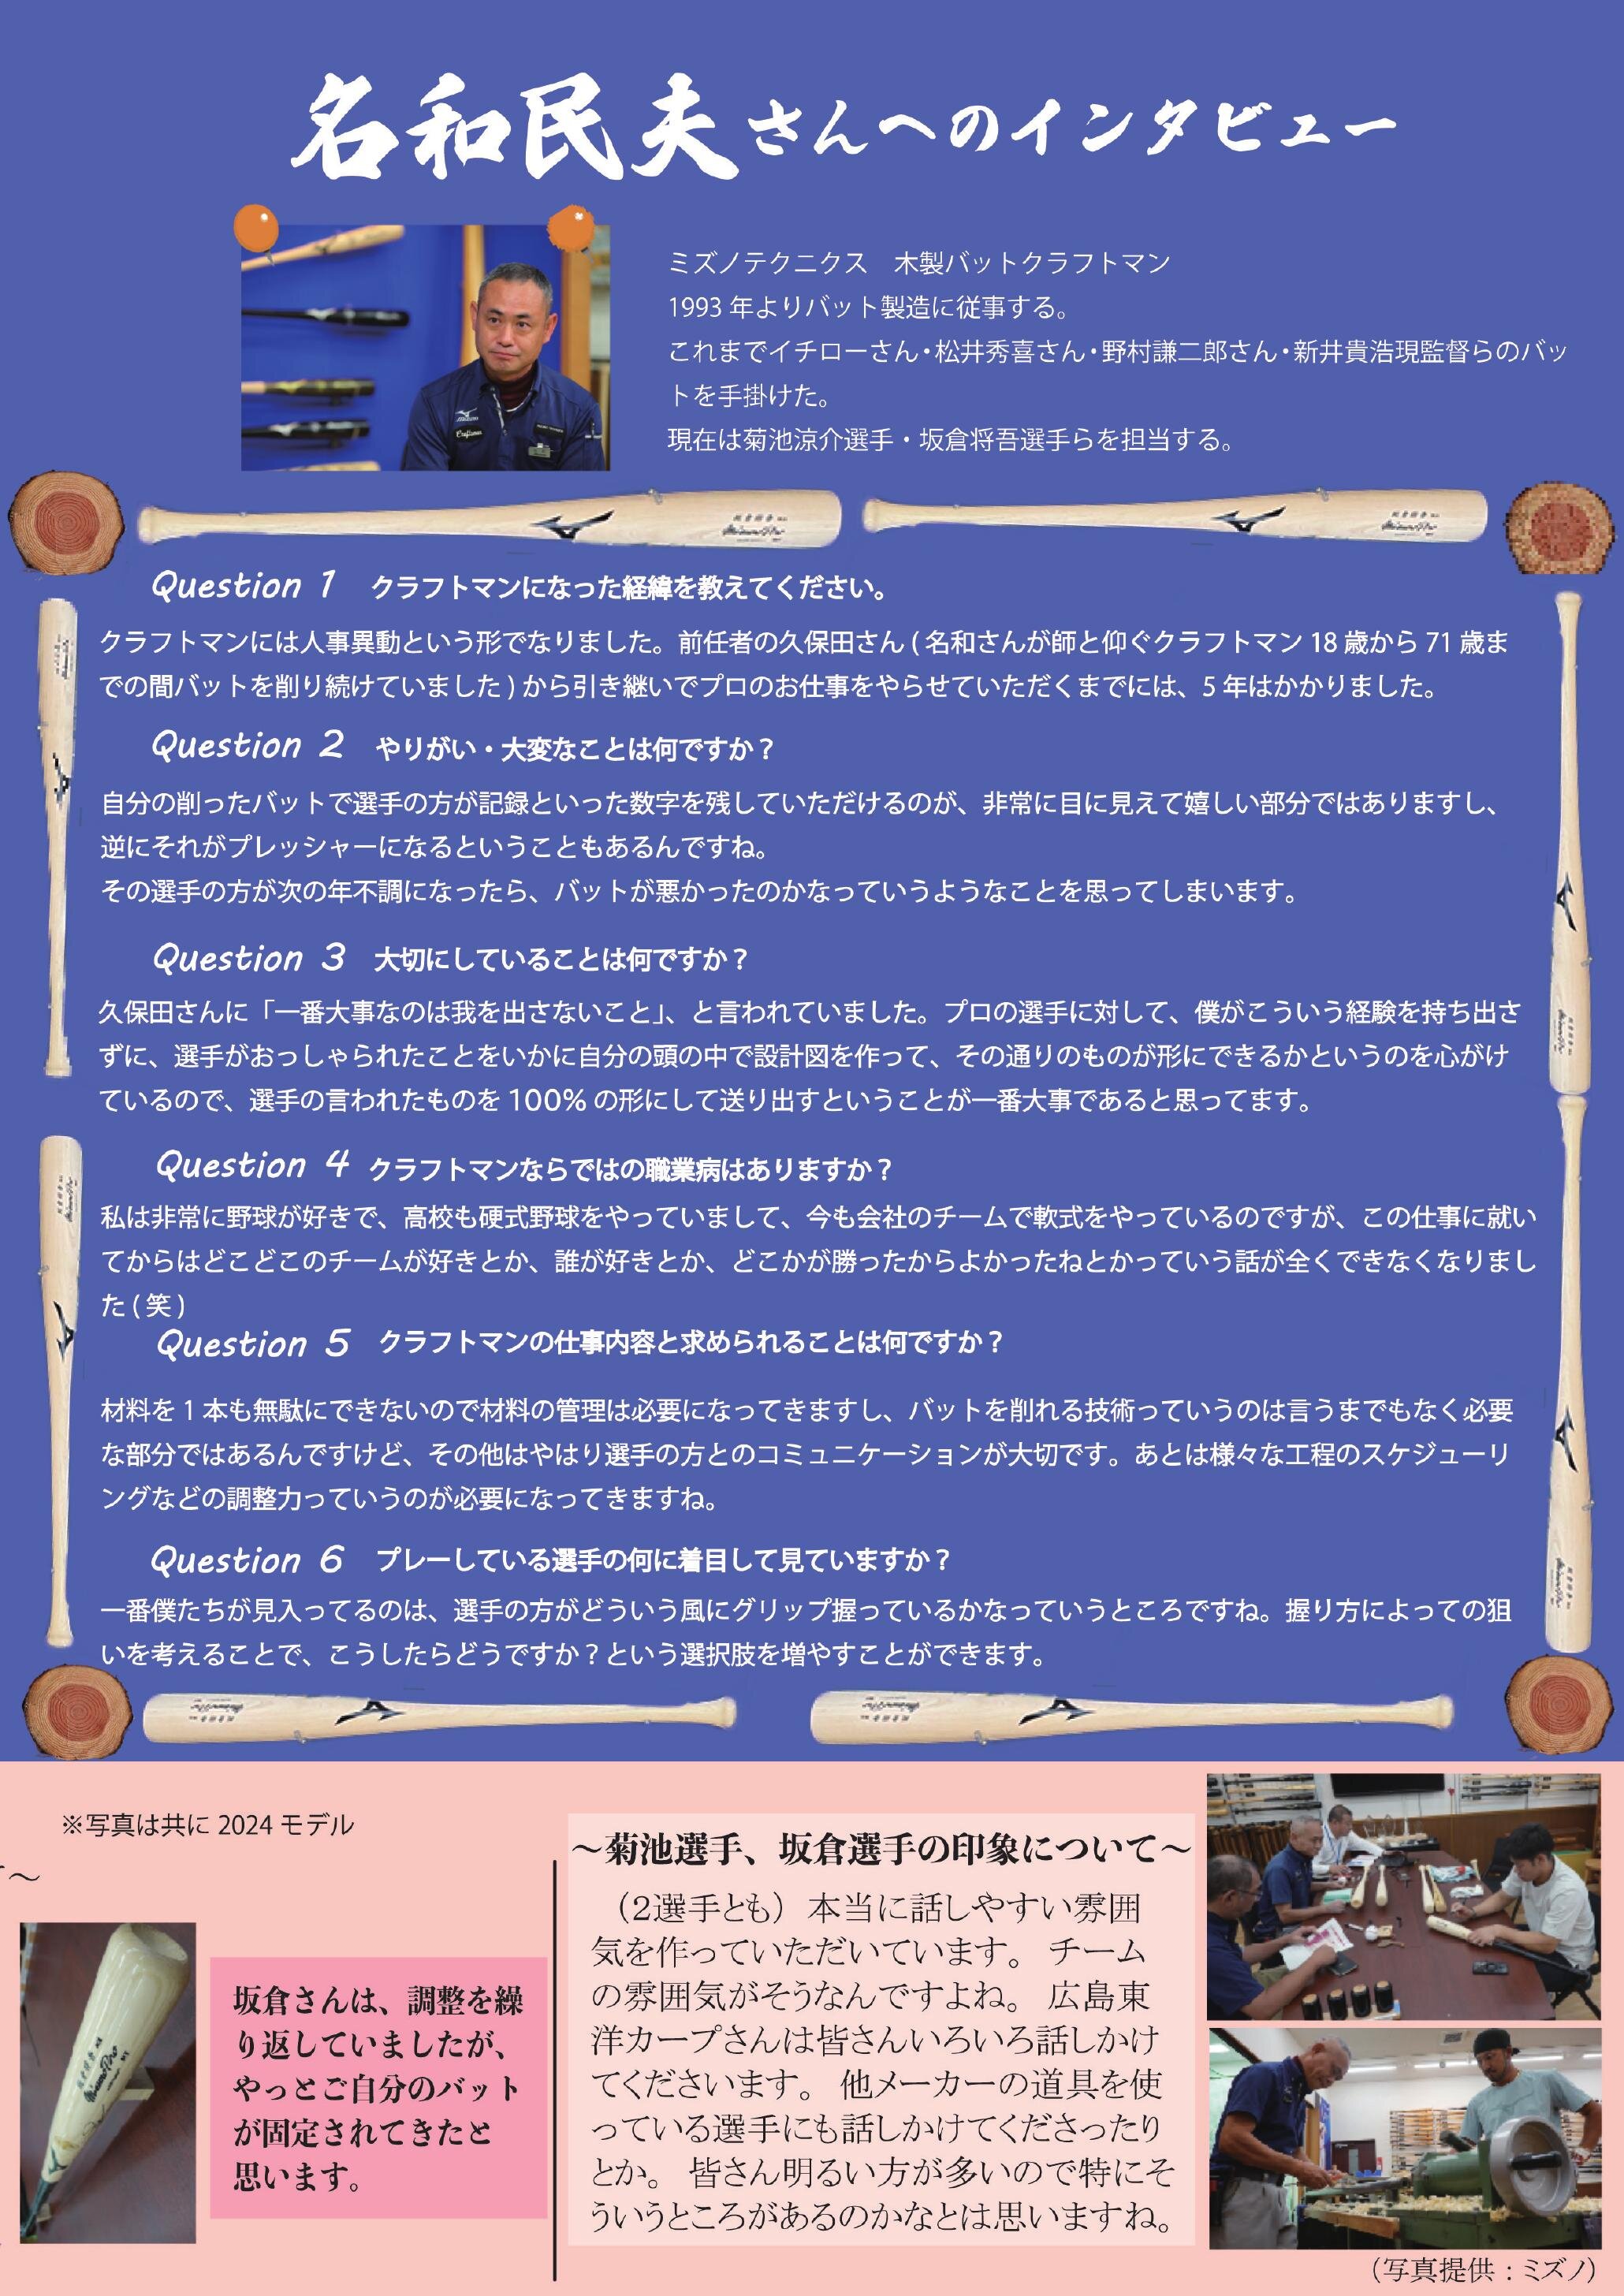 名和民夫さんへのインタビュー
ミズノテクニクス　木製バットクラフトマン
1993 年よりバット製造に従事する。
これまでイチローさん・松井秀喜さん・野村謙二郎さん・新井貴浩現監督らのバッ
トを手掛けた。
現在は菊池涼介選手・坂倉将吾選手らを担当する。
Question 1　クラフトマンになった経緯を教えてください。
クラフトマンには人事異動という形でなりました。前任者の久保田さん ( 名和さんが師と仰ぐクラフトマン 18 歳から 71 歳ま
での間バットを削り続けていました ) から引き継いでプロのお仕事をやらせていただくまでには、5 年はかかりました。
Question 2　やりがい・大変なことは何ですか？
自分の削ったバットで選手の方が記録といった数字を残していただけるのが、非常に目に見えて嬉しい部分ではありますし、
逆にそれがプレッシャーになるということもあるんですね。
その選手の方が次の年不調になったら、バットが悪かったのかなっていうようなことを思ってしまいます。
Question 3　大切にしていることは何ですか？
久保田さんに「一番大事なのは我を出さないこと」、と言われていました。プロの選手に対して、僕がこういう経験を持ち出さ
ずに、選手がおっしゃられたことをいかに自分の頭の中で設計図を作って、その通りのものが形にできるかというのを心がけ
ているので、選手の言われたものを 100% の形にして送り出すということが一番大事であると思ってます。
Question 4 クラフトマンならではの職業病はありますか？
私は非常に野球が好きで、高校も硬式野球をやっていまして、今も会社のチームで軟式をやっているのですが、この仕事に就い
てからはどこどこのチームが好きとか、誰が好きとか、どこかが勝ったからよかったねとかっていう話が全くできなくなりまし
た ( 笑 )
Question 5　クラフトマンの仕事内容と求められることは何ですか？
材料を 1 本も無駄にできないので材料の管理は必要になってきますし、バットを削れる技術っていうのは言うまでもなく必要
な部分ではあるんですけど、その他はやはり選手の方とのコミュニケーションが大切です。あとは様々な工程のスケジューリ
ングなどの調整力っていうのが必要になってきますね。
Question 6　プレーしている選手の何に着目して見ていますか？
一番僕たちが見入ってるのは、選手の方がどういう風にグリップ握っているかなっていうところですね。握り方によっての狙
いを考えることで、こうしたらどうですか？という選択肢を増やすことができます。
※写真は共に 2024 モデル
～
坂倉さんは、調整を繰
り返していましたが、
やっとご自分のバット
が固定されてきたと
思います。
～菊池選手、坂倉選手の印象について～
（2選手とも）本当に話しやすい雰囲
気を作っていただいています。 チーム
の雰囲気がそうなんですよね。 広島東
洋カープさんは皆さんいろいろ話しかけ
てくださいます。 他メーカーの道具を使
っている選手にも話しかけてくださったり
とか。 皆さん明るい方が多いので特にそ
ういうところがあるのかなとは思いますね。
（写真提供：ミズノ）